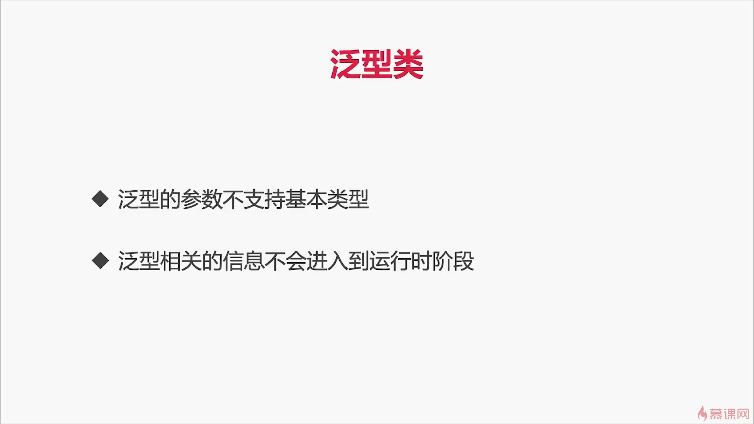 泛型类
泛型的参数不支持基本类型
泛型相关的信息不会进入到运行时阶段
慕课网